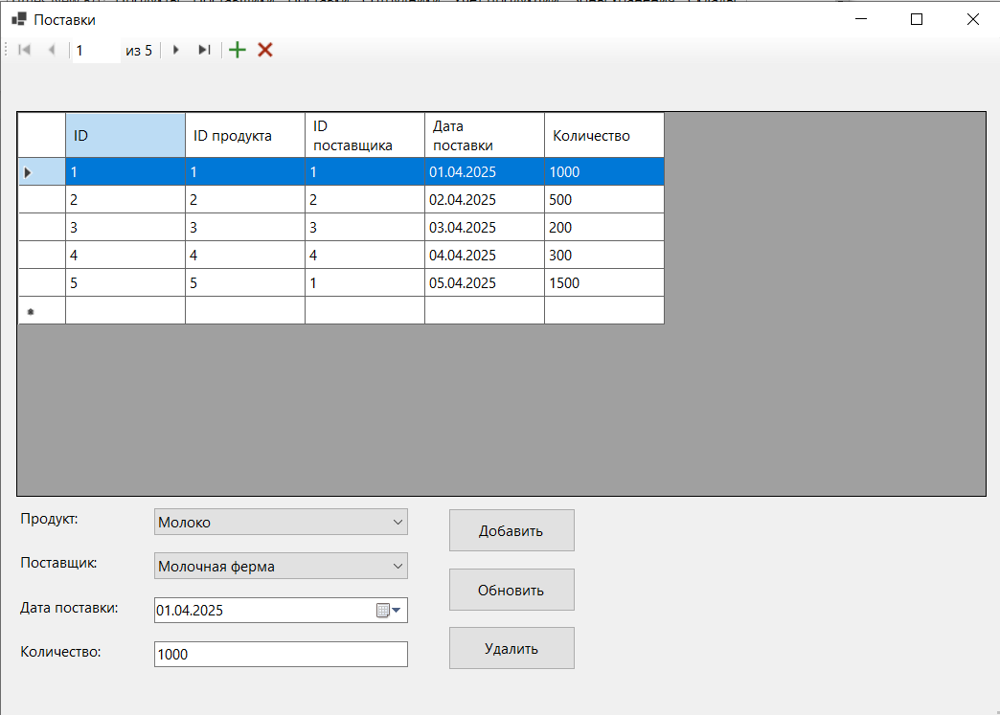 Поставки
1 из 5
ID ID продукта ID поставщика Дата поставки Количество
1 1 1 01.04.2025 1000
2 2 2 02.04.2025 500
3 3 3 03.04.2025 200
4 4 4 04.04.2025 300
5 5 1 05.04.2025 1500
Продукт: Молоко Добавить
Поставщик: Молочная ферма Обновить
Дата поставки: 01.04.2025
Количество: 1000 Удалить